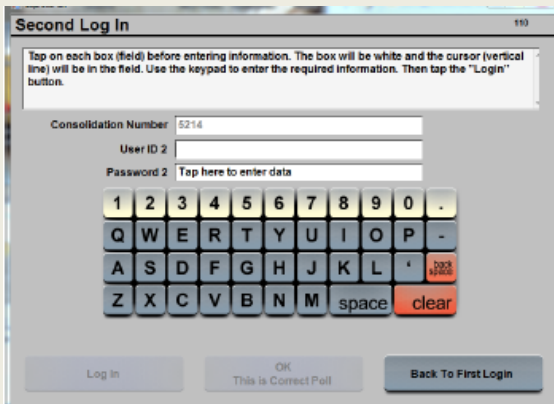 Second Log In
110
Tap on each box (field) before entering information. The box will be white and the cursor (vertical
line) will be in the field. Use the keypad to enter the required information. Then tap the "Login"
button.
Consolidation Number 5214
User ID 2
Password 2 Tap here to enter data
1 2 3 4 5 6 7 8 9 0 .
Q W E R T Y U I O P -
A S D F G H J K L ' back space
Z X C V B N M space clear
Log In
OK
This is Correct Poll
Back To First Login